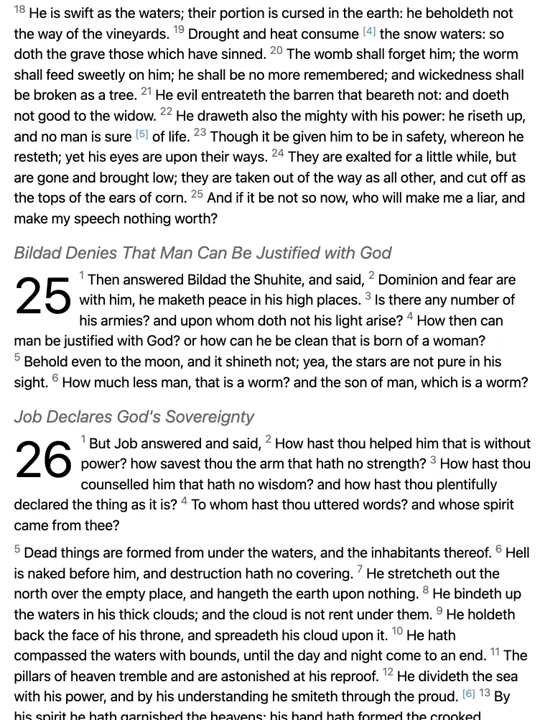 18 He is swift as the waters; their portion is cursed in the earth: he beholdeth not
the way of the vineyards. 19 Drought and heat consume [4] the snow waters: so
doth the grave those which have sinned. 20 The womb shall forget him; the worm
shall feed sweetly on him; he shall be no more remembered; and wickedness shall
be broken as a tree. 21 He evil entreateth the barren that beareth not: and doeth
not good to the widow. 22 He draweth also the mighty with his power: he riseth up,
and no man is sure [5] of life. 23 Though it be given him to be in safety, whereon he
resteth; yet his eyes are upon their ways. 24 They are exalted for a little while, but
are gone and brought low; they are taken out of the way as all other, and cut off as
the tops of the ears of corn. 25 And if it be not so now, who will make me a liar, and
make my speech nothing worth?
Bildad Denies That Man Can Be Justified with God
25 1 Then answered Bildad the Shuhite, and said, 2 Dominion and fear are
with him, he maketh peace in his high places. 3 Is there any number of
his armies? and upon whom doth not his light arise? 4 How then can
man be justified with God? or how can he be clean that is born of a woman?
5 Behold even to the moon, and it shineth not; yea, the stars are not pure in his
sight. 6 How much less man, that is a worm? and the son of man, which is a worm?
Job Declares God's Sovereignty
26 1 But Job answered and said, 2 How hast thou helped him that is without
power? how savest thou the arm that hath no strength? 3 How hast thou
counselled him that hath no wisdom? and how hast thou plentifully
declared the thing as it is? 4 To whom hast thou uttered words? and whose spirit
came from thee?
5 Dead things are formed from under the waters, and the inhabitants thereof. 6 Hell
is naked before him, and destruction hath no covering. 7 He stretcheth out the
north over the empty place, and hangeth the earth upon nothing. 8 He bindeth up
the waters in his thick clouds; and the cloud is not rent under them. 9 He holdeth
back the face of his throne, and spreadeth his cloud upon it. 10 He hath
compassed the waters with bounds, until the day and night come to an end. 11 The
pillars of heaven tremble and are astonished at his reproof. 12 He divideth the sea
with his power, and by his understanding he smiteth through the proud. [6] 13 By
his spirit he hath garnished the heavens; his hand hath formed the crooked